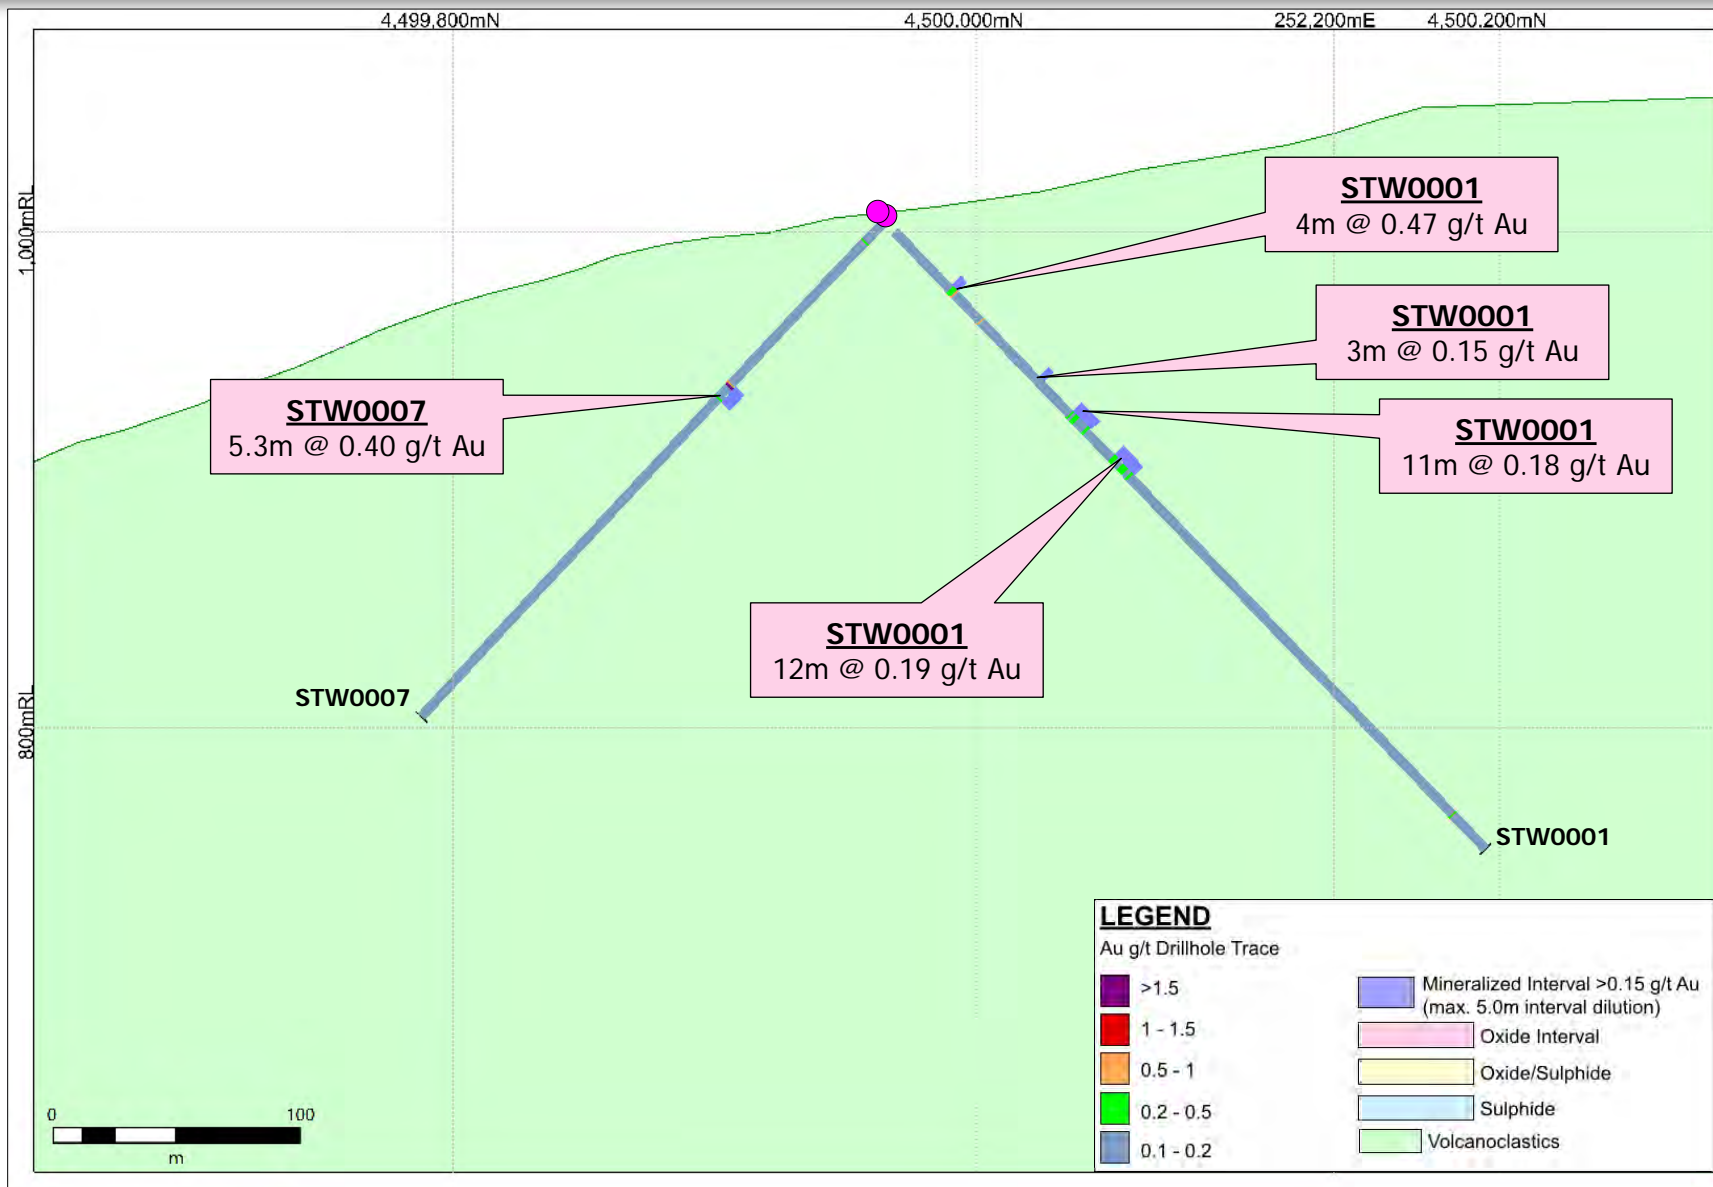 4,499,800mN
4,500,000mN
252,200mE
4,500,200mN
1,000mRL
800mRL
STW0001
4m @ 0.47 g/t Au
STW0001
3m @ 0.15 g/t Au
STW0007
5.3m @ 0.40 g/t Au
STW0001
11m @ 0.18 g/t Au
STW0001
12m @ 0.19 g/t Au
STW0007
STW0001
LEGEND
Au g/t Drillhole Trace
>1.5
1 - 1.5
0.5 - 1
0.2 - 0.5
0.1 - 0.2
Mineralized Interval >0.15 g/t Au
(max. 5.0m interval dilution)
Oxide Interval
Oxide/Sulphide
Sulphide
Volcanoclastics
0
100
m